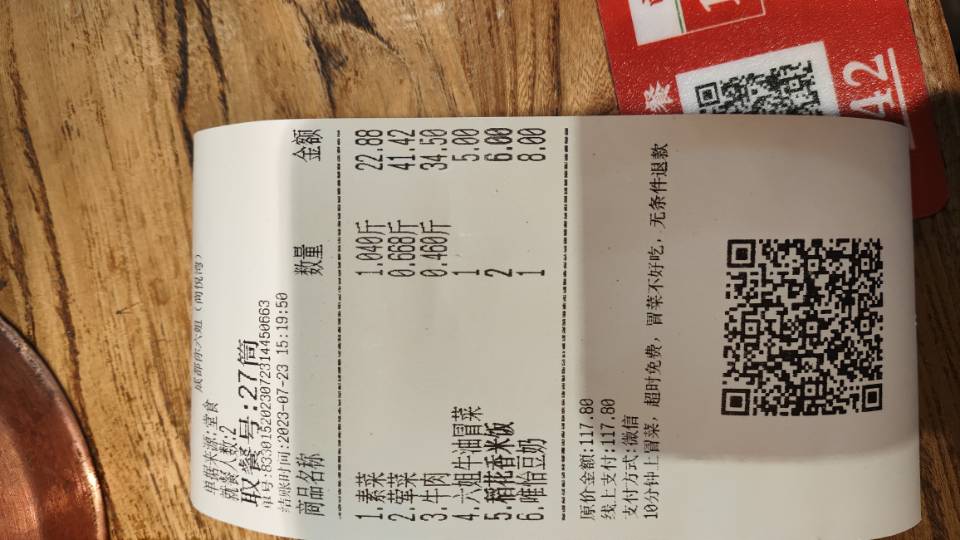 成都你六姐（尚悦湾）
堂食
就餐人数:2
取餐号:27筒
单号:8330152023072314450663
结账时间:2023-07-23 15:19:50
商品名称 数量 金额
1.素菜 1.040斤 22.88
2.荤菜 0.668斤 41.42
3.牛肉 0.460斤 34.50
4.六姐牛油冒菜 1 5.00
5.稻花香米饭 2 6.00
6.唯怡豆奶 1 8.00
原价金额:117.80
线上支付:117.80
支付方式:微信
10分钟上冒菜，超时免费，冒菜不好吃，无条件退款
餐
42